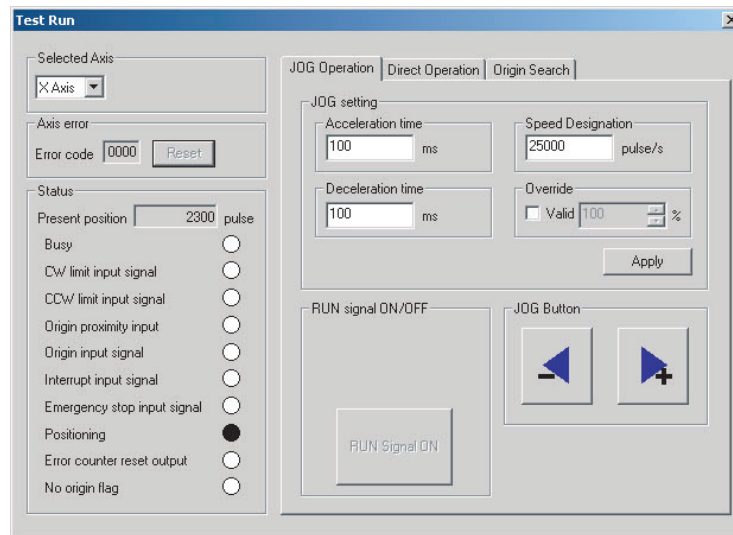 Test Run
Selected Axis
X Axis
Axis error
Error code 0000 Reset
Status
Present position 2300 pulse
Busy
CW limit input signal
CCW limit input signal
Origin proximity input
Origin input signal
Interrupt input signal
Emergency stop input signal
Positioning
Error counter reset output
No origin flag
JOG Operation Direct Operation Origin Search
JOG setting
Acceleration time
100 ms
Speed Designation
25000 pulse/s
Deceleration time
100 ms
Override
Valid 100 %
Apply
RUN signal ON/OFF
RUN Signal ON
JOG Button
- +